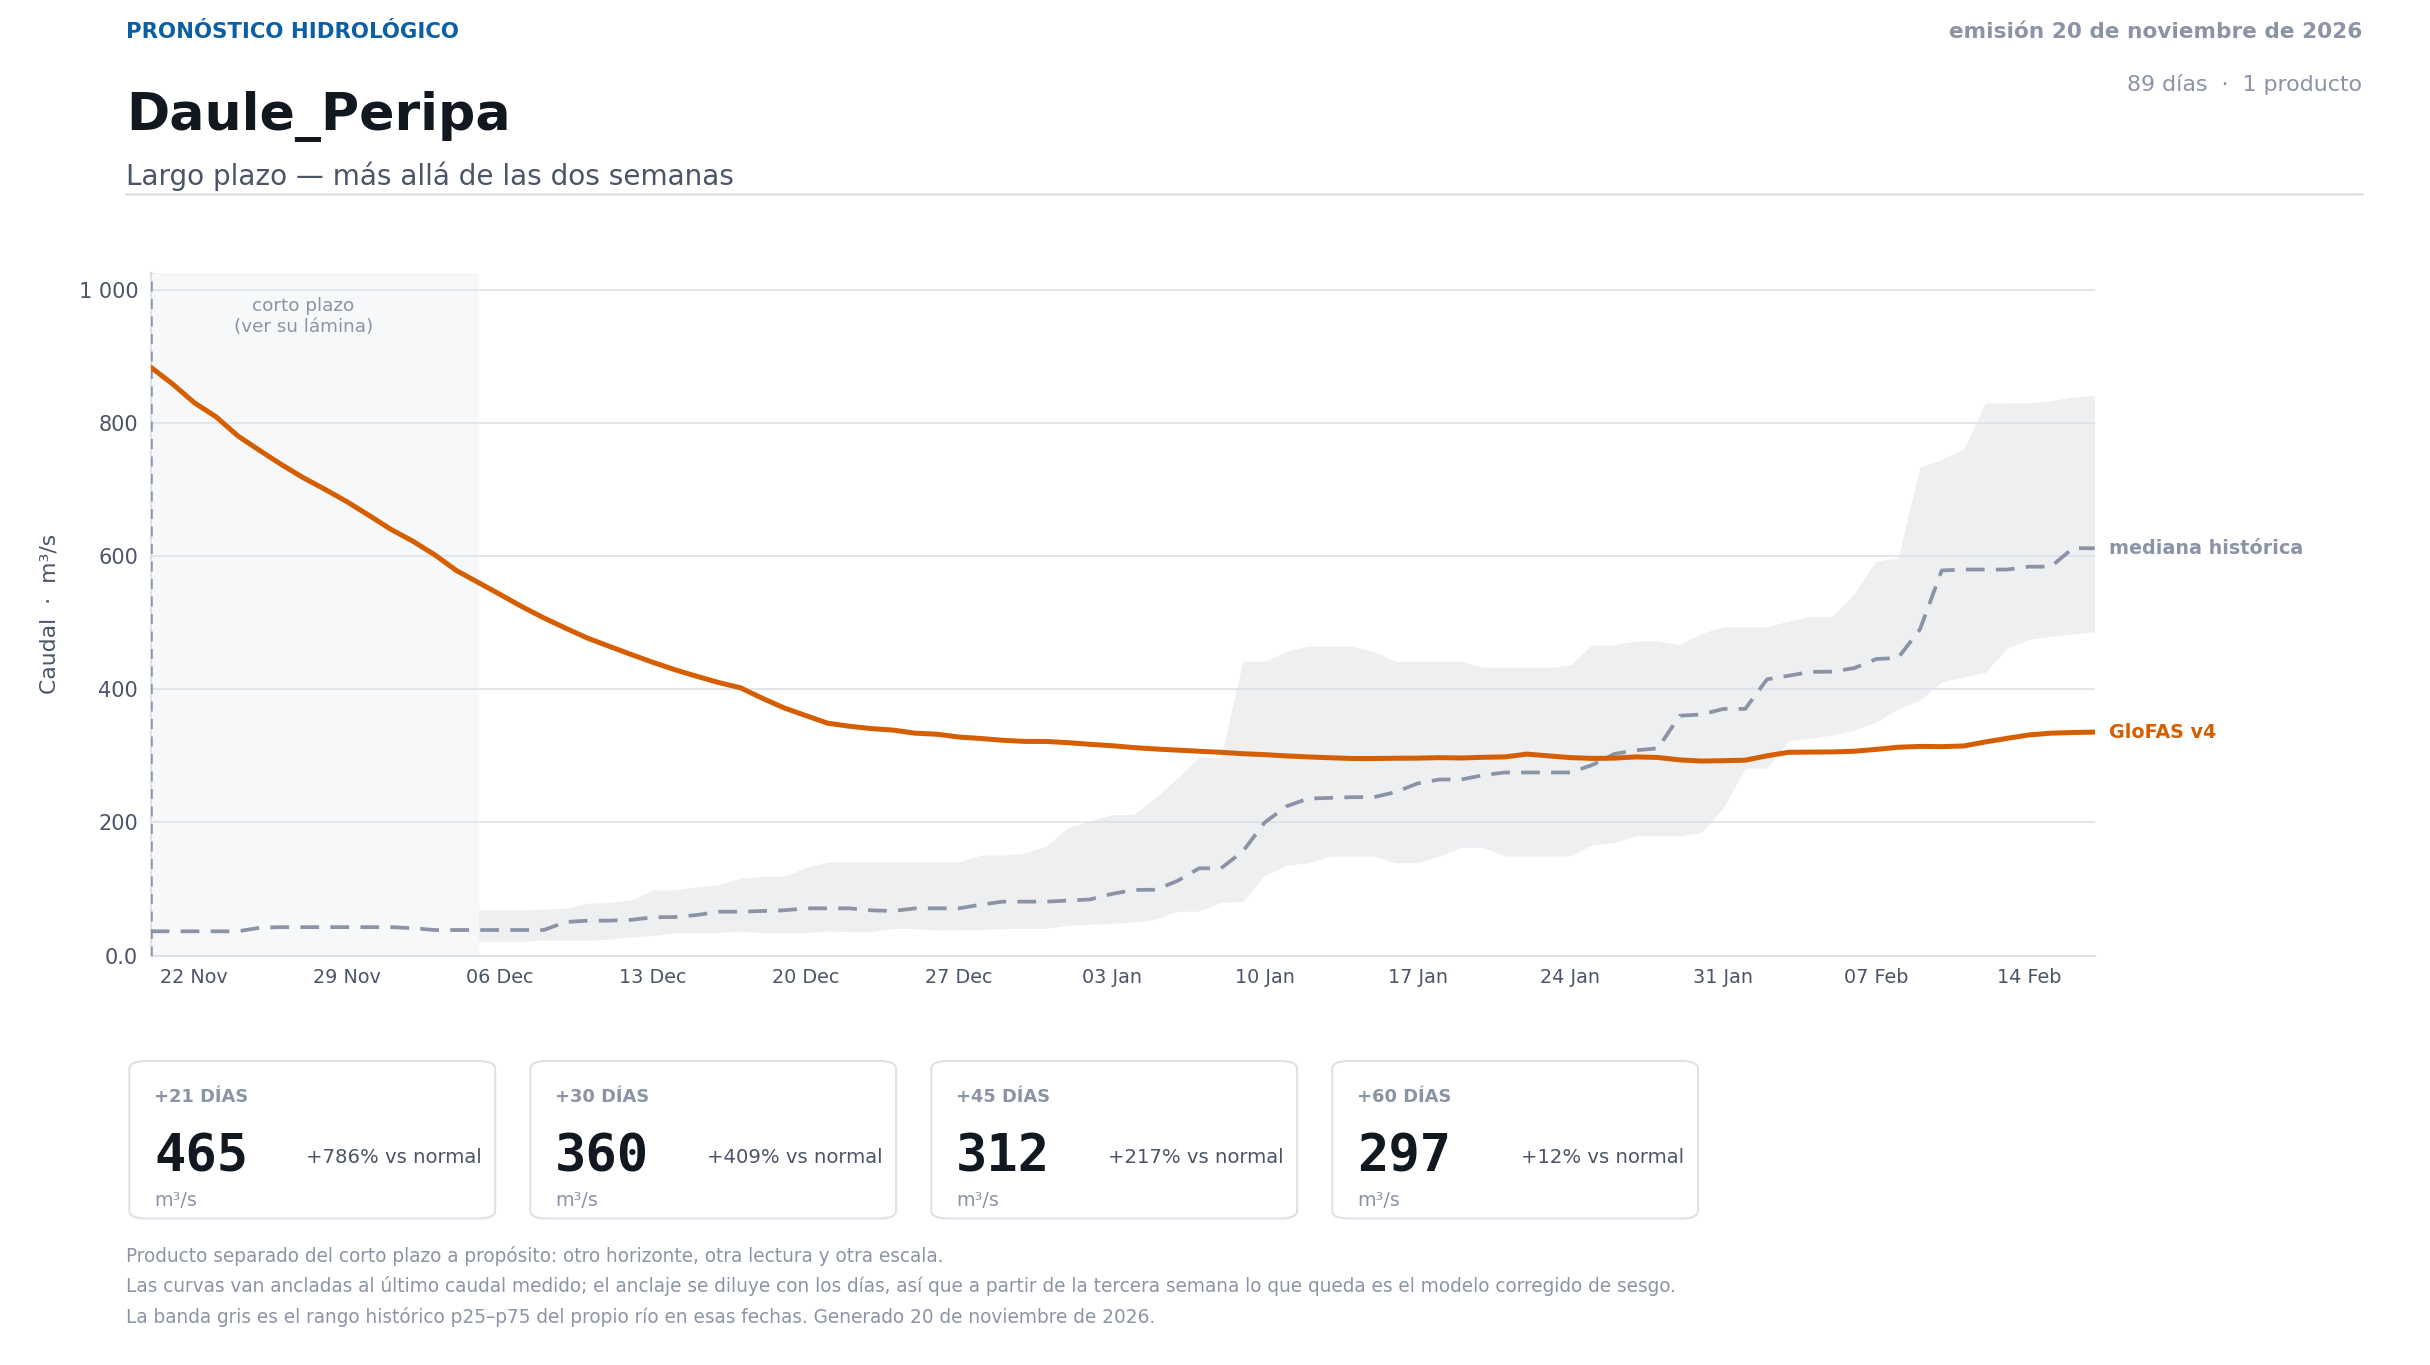 PRONÓSTICO HIDROLÓGICO
emisión 20 de noviembre de 2026
89 días · 1 producto
Daule_Peripa
Largo plazo — más allá de las dos semanas
Caudal · m³/s
1 000
800
600
400
200
0.0
corto plazo
(ver su lámina)
mediana histórica
GloFAS v4
22 Nov
29 Nov
06 Dec
13 Dec
20 Dec
27 Dec
03 Jan
10 Jan
17 Jan
24 Jan
31 Jan
07 Feb
14 Feb
+21 DÍAS
465
+786% vs normal
m³/s
+30 DÍAS
360
+409% vs normal
m³/s
+45 DÍAS
312
+217% vs normal
m³/s
+60 DÍAS
297
+12% vs normal
m³/s
Producto separado del corto plazo a propósito: otro horizonte, otra lectura y otra escala.
Las curvas van ancladas al último caudal medido; el anclaje se diluye con los días, así que a partir de la tercera semana lo que queda es el modelo corregido de sesgo.
La banda gris es el rango histórico p25–p75 del propio río en esas fechas. Generado 20 de noviembre de 2026.